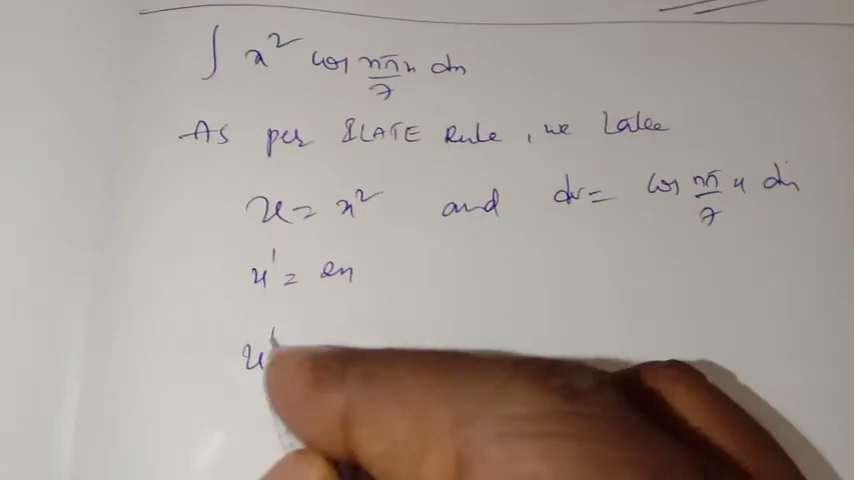 ∫ x² cos nπx/7 dx
As per ILATE Rule, we take
u = x² and dv = cos nπ/7 x dx
u' = 2x
u'